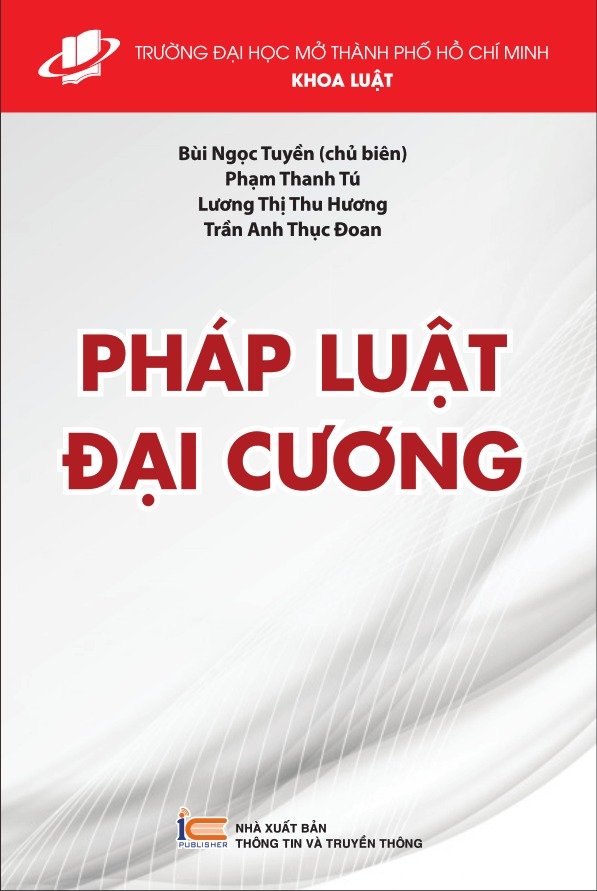 TRƯỜNG ĐẠI HỌC MỞ THÀNH PHỐ HỒ CHÍ MINH
KHOA LUẬT
Bùi Ngọc Tuyền (chủ biên)
Phạm Thanh Tú
Lương Thị Thu Hương
Trần Anh Thục Đoan
PHÁP LUẬT
ĐẠI CƯƠNG
ic
PUBLISHER
NHÀ XUẤT BẢN
THÔNG TIN VÀ TRUYỀN THÔNG